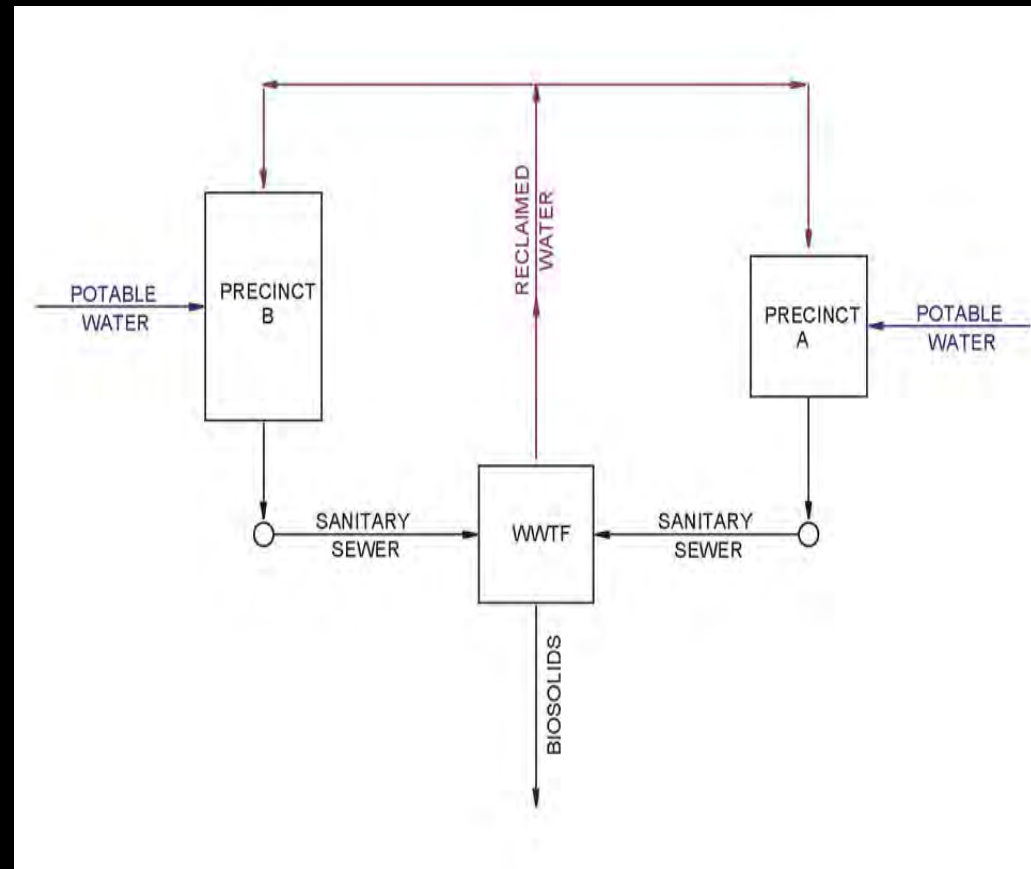 RECLAIMED
WATER
POTABLE
WATER
PRECINCT
B
PRECINCT
A
POTABLE
WATER
SANITARY
SEWER
WWTF
SANITARY
SEWER
BIOSOLIDS